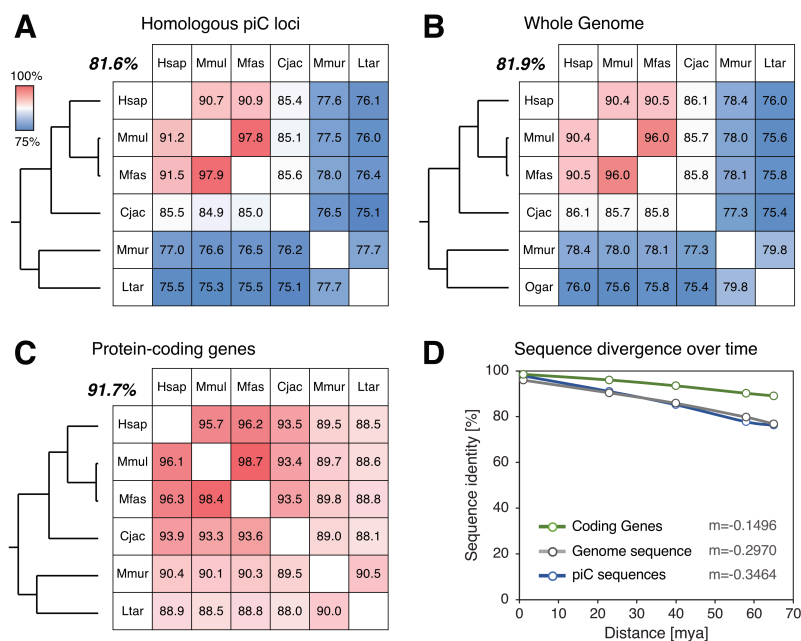 A
Homologous piC loci
81.6%
Hsap Mmul Mfas Cjac Mmur Ltar
100%
75%
Hsap 90.7 90.9 85.4 77.6 76.1
Mmul 91.2 97.8 85.1 77.5 76.0
Mfas 91.5 97.9 85.6 78.0 76.4
Cjac 85.5 84.9 85.0 76.5 75.1
Mmur 77.0 76.6 76.5 76.2 77.7
Ltar 75.5 75.3 75.5 75.1 77.7
B
Whole Genome
81.9%
Hsap Mmul Mfas Cjac Mmur Ltar
Hsap 90.4 90.5 86.1 78.4 76.0
Mmul 90.4 96.0 85.7 78.0 75.6
Mfas 90.5 96.0 85.8 78.1 75.8
Cjac 86.1 85.7 85.8 77.3 75.4
Mmur 78.4 78.0 78.1 77.3 79.8
Ogar 76.0 75.6 75.8 75.4 79.8
C
Protein-coding genes
91.7%
Hsap Mmul Mfas Cjac Mmur Ltar
Hsap 95.7 96.2 93.5 89.5 88.5
Mmul 96.1 98.7 93.4 89.7 88.6
Mfas 96.3 98.4 93.5 89.8 88.8
Cjac 93.9 93.3 93.6 89.0 88.1
Mmur 90.4 90.1 90.3 89.5 90.5
Ltar 88.9 88.5 88.8 88.0 90.0
D
Sequence divergence over time
Sequence identity [%]
100
80
60
40
20
0
Coding Genes m=-0.1496
Genome sequence m=-0.2970
piC sequences m=-0.3464
0 10 20 30 40 50 60 70
Distance [mya]